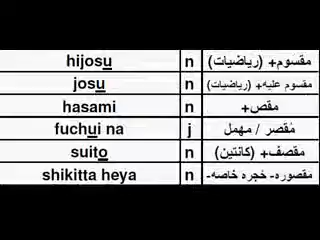 hijosu n مقسوم+ (رياضيات)
josu n مقسوم عليه+ (رياضيات)
hasami n مقص+
fuchui na j مُقصر / مهمل
suito n مقصف+ (كانتين)
shikitta heya n مقصوره- حجره خاصه-